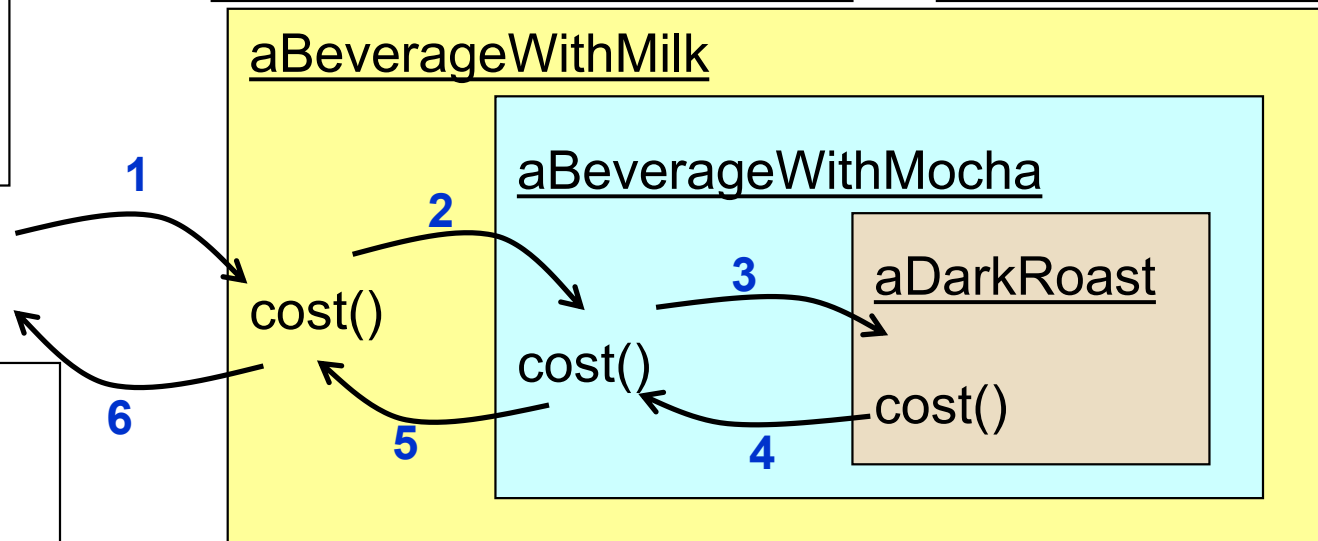 aBeverageWithMilk
aBeverageWithMocha
1
2
3
aDarkRoast
cost()
cost()
cost()
6
5
4